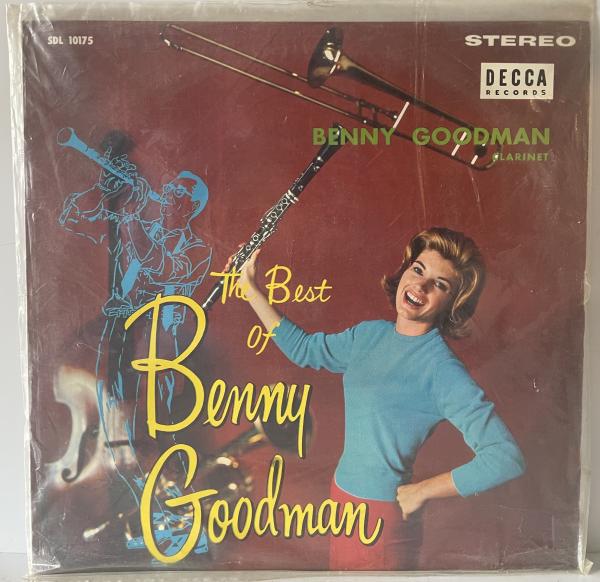 SDL 10175
STEREO
DECCA
RECORDS
BENNY GOODMAN
CLARINET
The Best
of
Benny
Goodman